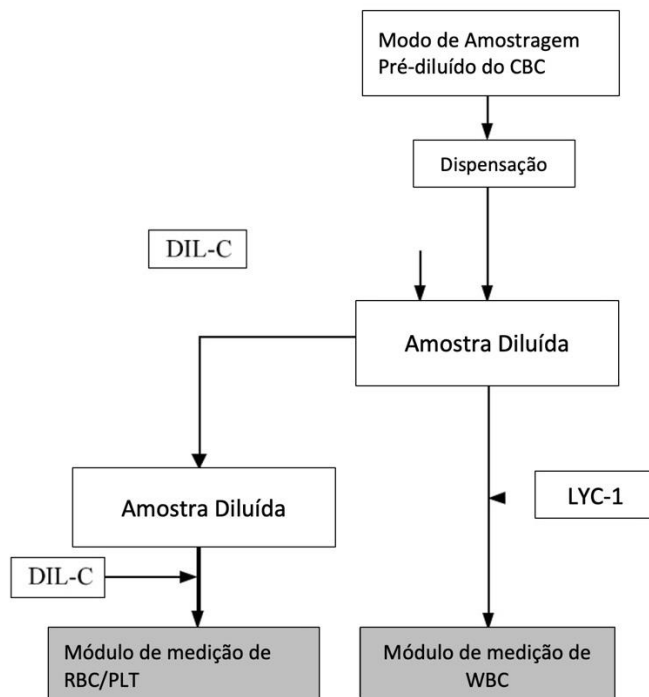 Modo de Amostragem
Pré-diluído do CBC
Dispensação
DIL-C
Amostra Diluída
Amostra Diluída
LYC-1
DIL-C
Módulo de medição de
RBC/PLT
Módulo de medição de
WBC